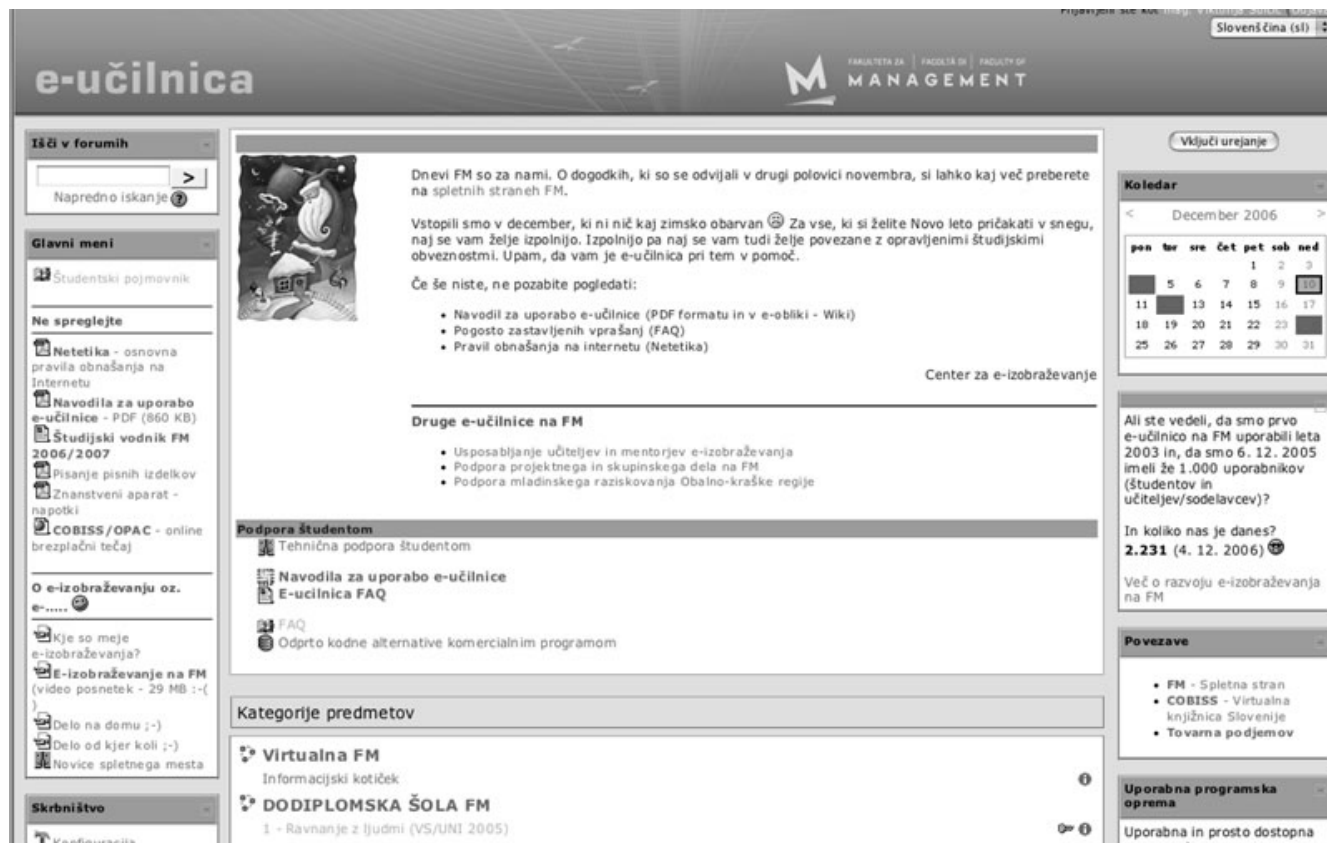 Prijavljeni ste kot mag. Viktorija Sulčič
Slovenščina (sl)
e-učilnica
FAKULTETA ZA | FACOLTÀ DI | FACULTY OF
MANAGEMENT
Išči v forumih
>
Napredno iskanje ?
Glavni meni
Študentski pojmovnik
Ne spreglejte
Netetika - osnovna
pravila obnašanja na
Internetu
Navodila za uporabo
e-učilnice - PDF (860 KB)
Študijski vodnik FM
2006/2007
Pisanje pisnih izdelkov
Znanstveni aparat -
napotki
COBISS/OPAC - online
brezplačni tečaj
O e-izobraževanju oz.
e-.....
Kje so meje
e-izobraževanja?
E-izobraževanje na FM
(video posnetek - 29 MB :-(
)
Delo na domu ;-)
Delo od kjer koli ;-)
Novice spletnega mesta
Skrbništvo
Konfiguracija
Dnevi FM so za nami. O dogodkih, ki so se odvijali v drugi polovici novembra, si lahko kaj več preberete
na spletnih straneh FM.
Vstopili smo v december, ki ni nič kaj zimsko obarvan Za vse, ki si želite Novo leto pričakati v snegu,
naj se vam želje izpolnijo. Izpolnijo pa naj se vam tudi želje povezane z opravljenimi študijskimi
obveznostmi. Upam, da vam je e-učilnica pri tem v pomoč.
Če še niste, ne pozabite pogledati:
• Navodil za uporabo e-učilnice (PDF formatu in v e-obliki - Wiki)
• Pogosto zastavljenih vprašanj (FAQ)
• Pravil obnašanja na internetu (Netetika)
Center za e-izobraževanje
Druge e-učilnice na FM
• Usposabljanje učiteljev in mentorjev e-izobraževanja
• Podpora projektnega in skupinskega dela na FM
• Podpora mladinskega raziskovanja Obalno-kraške regije
Podpora študentom
Tehnična podpora študentom
Navodila za uporabo e-učilnice
E-ucilnica FAQ
FAQ
Odprto kodne alternative komercialnim programom
Kategorije predmetov
Virtualna FM
Informacijski kotiček
DODIPLOMSKA ŠOLA FM
1 - Ravnanje z ljudmi (VS/UNI 2005)
Vključi urejanje
Koledar
< December 2006 >
pon tor sre čet pet sob ned
1 2 3
5 6 7 8 9 10
11 13 14 15 16 17
18 19 20 21 22 23
25 26 27 28 29 30 31
Ali ste vedeli, da smo prvo
e-učilnico na FM uporabili leta
2003 in, da smo 6. 12. 2005
imeli že 1.000 uporabnikov
(študentov in
učiteljev/sodelavcev)?
In koliko nas je danes?
2.231 (4. 12. 2006)
Več o razvoju e-izobraževanja
na FM
Povezave
• FM - Spletna stran
• COBISS - Virtualna
knjižnica Slovenije
• Tovarna podjemov
Uporabna programska
oprema
Uporabna in prosto dostopna